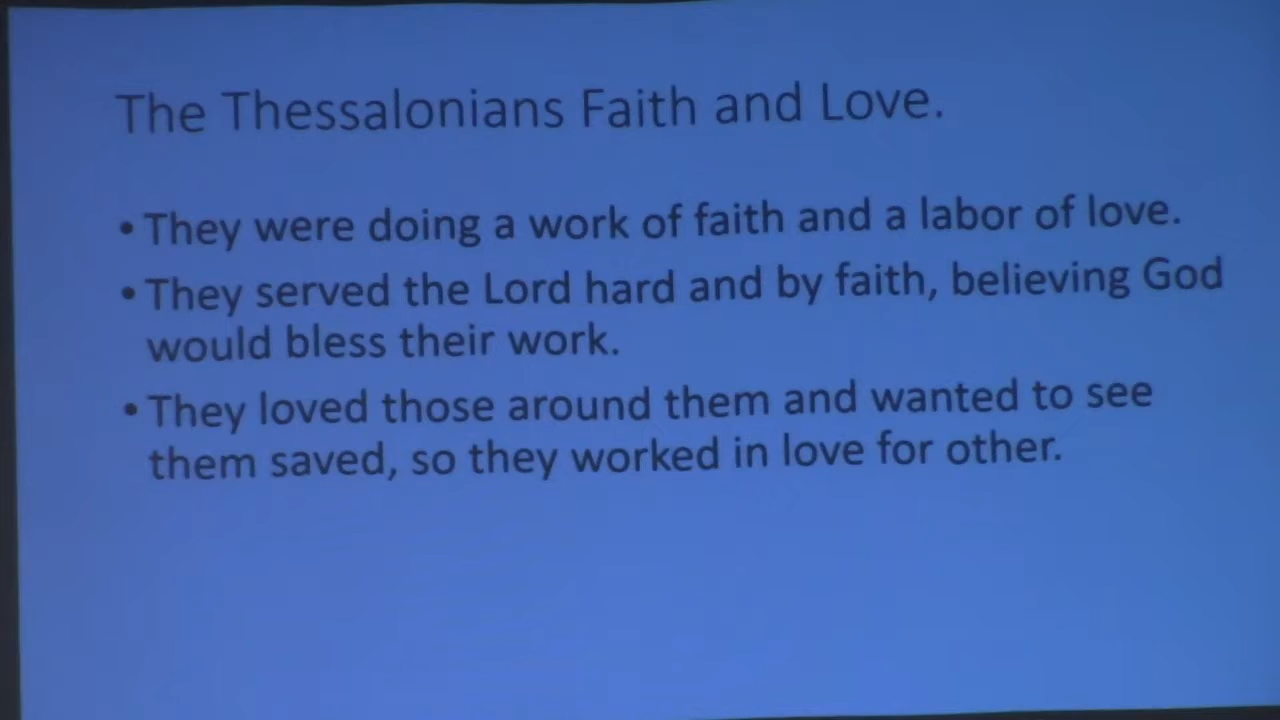 The Thessalonians Faith and Love.
• They were doing a work of faith and a labor of love.
• They served the Lord hard and by faith, believing God
would bless their work.
• They loved those around them and wanted to see
them saved, so they worked in love for other.